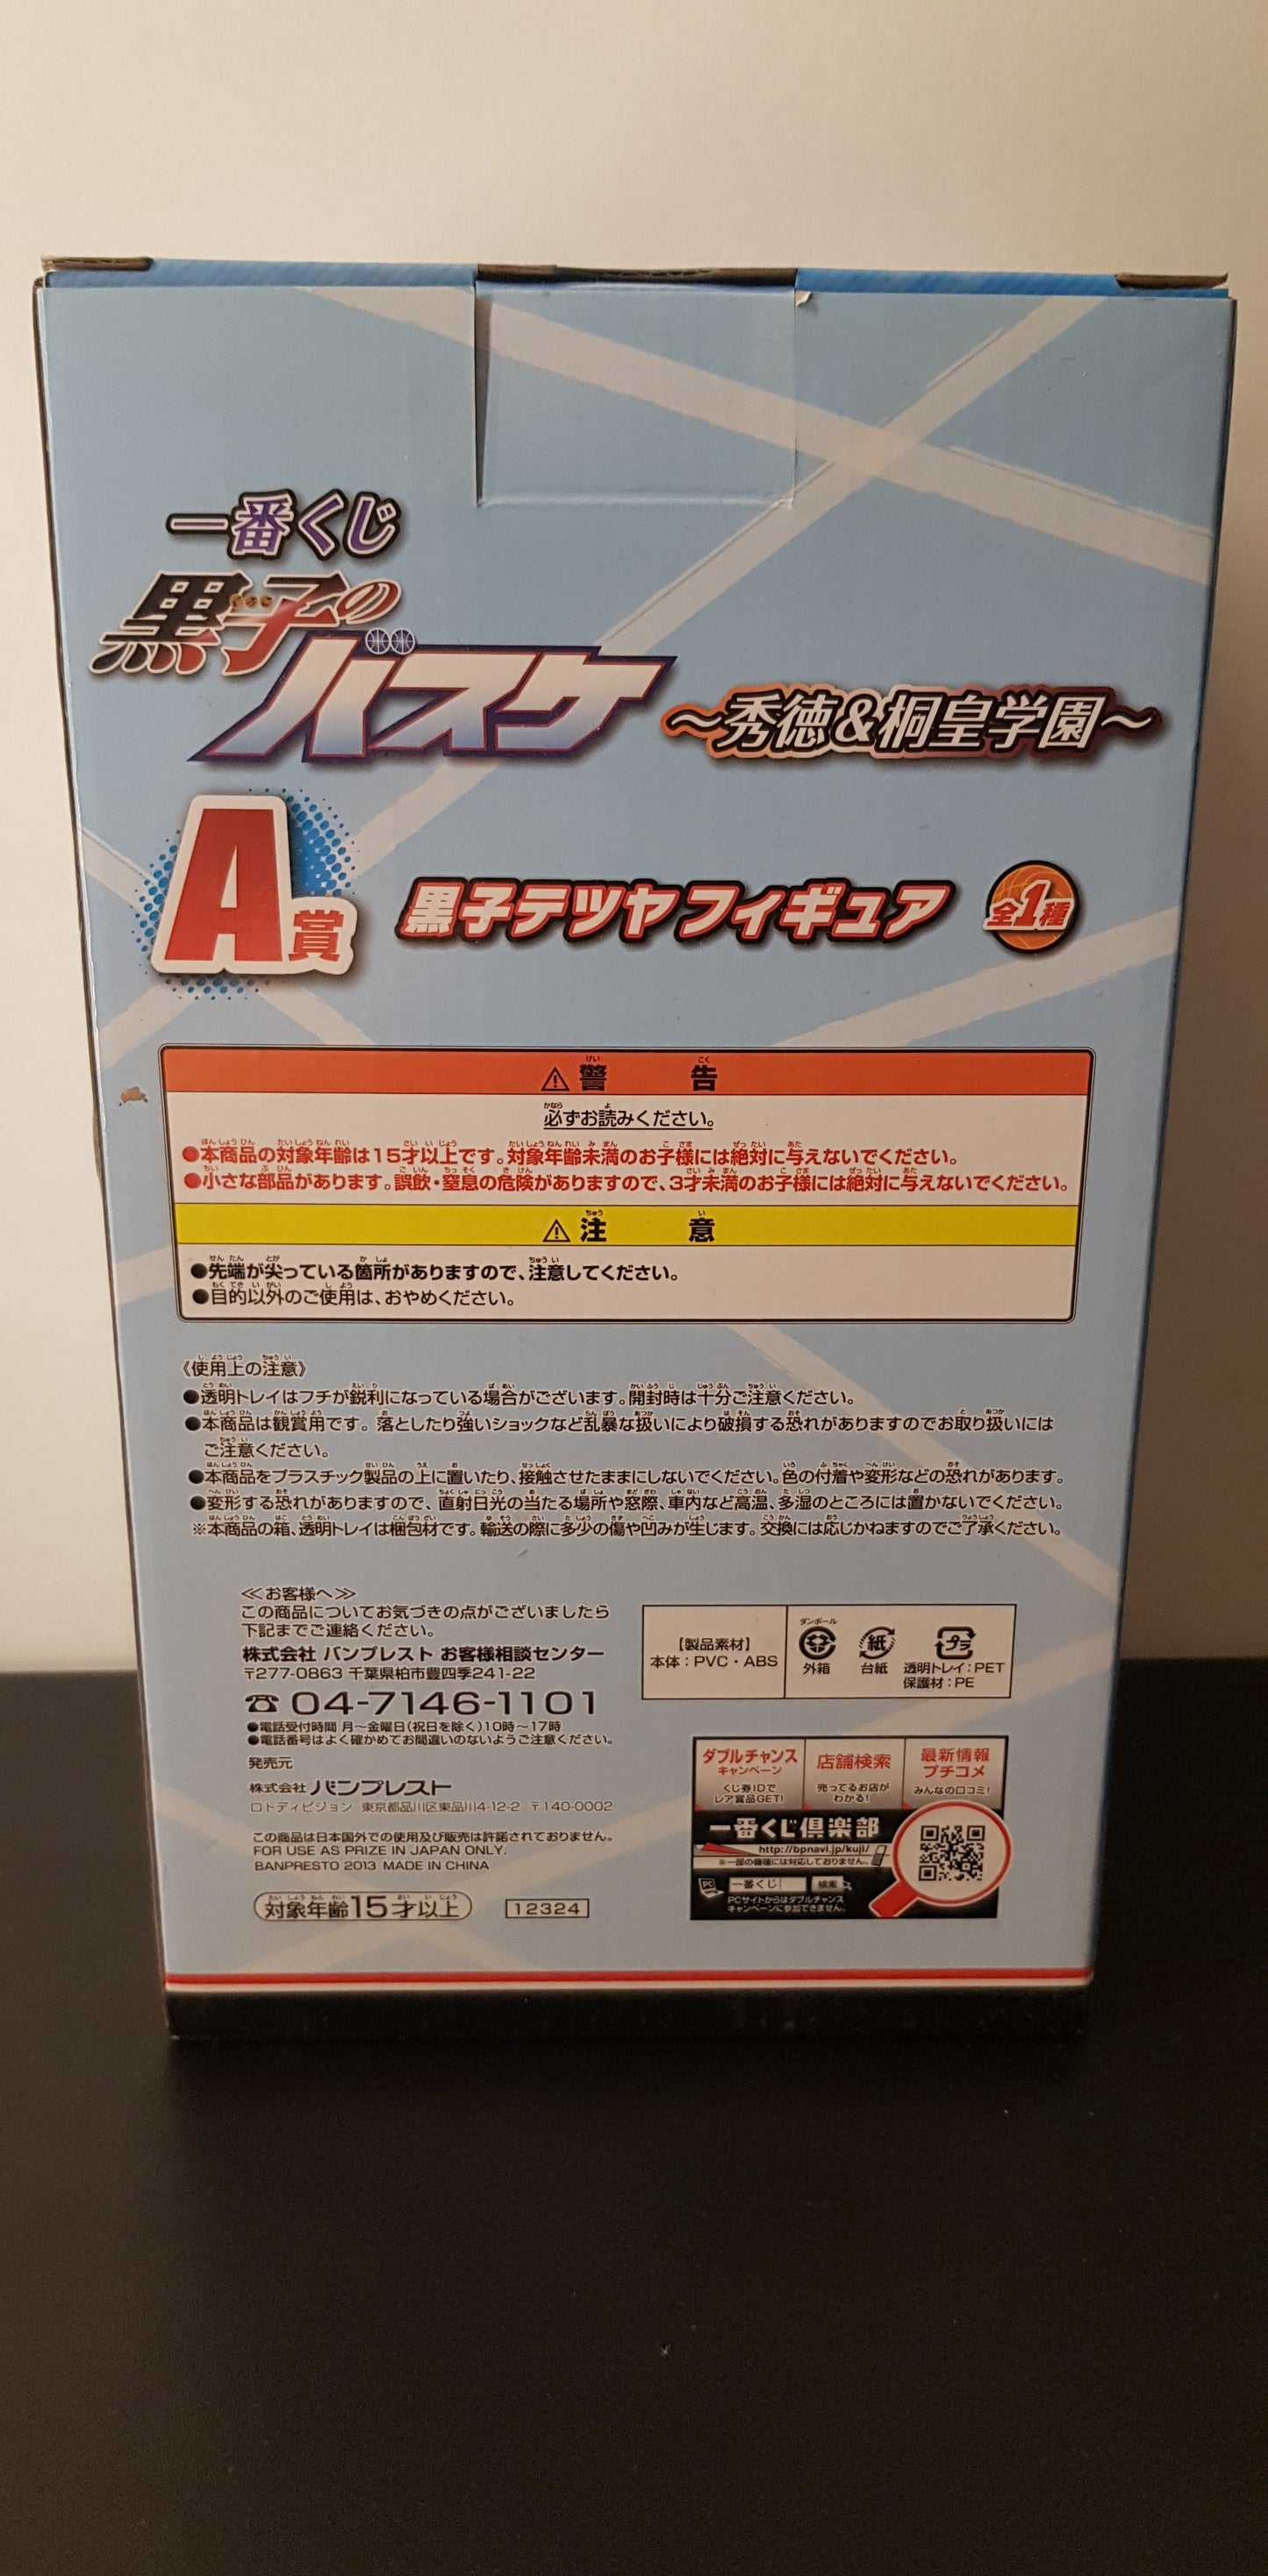 一番くじ
黒子の
バスケ
～秀徳&桐皇学園～
A賞
黒子テツヤフィギュア
全1種
⚠警告
必ずお読みください。
●本商品の対象年齢は15才以上です。対象年齢未満のお子様には絶対に与えないでください。
●小さな部品があります。誤飲・窒息の危険がありますので、3才未満のお子様には絶対に与えないでください。
⚠注意
●先端が尖っている箇所がありますので、注意してください。
●目的以外のご使用は、おやめください。
《使用上の注意》
●透明トレイはフチが鋭利になっている場合がございます。開封時は十分ご注意ください。
●本商品は観賞用です。落としたり強いショックなど乱暴な扱いにより破損する恐れがありますのでお取り扱いには
ご注意ください。
●本商品をプラスチック製品の上に置いたり、接触させたままにしないでください。色の付着や変形などの恐れがあります。
●変形する恐れがありますので、直射日光の当たる場所や窓際、車内など高温、多湿のところには置かないでください。
※本商品の箱、透明トレイは梱包材です。輸送の際に多少の傷や凹みが生じます。交換には応じかねますのでご了承ください。
≪お客様へ≫
この商品についてお気づきの点がございましたら
下記までご連絡ください。
株式会社 バンプレスト お客様相談センター
〒277-0863 千葉県柏市豊四季241-22
☎04-7146-1101
●電話受付時間 月～金曜日(祝日を除く)10時～17時
●電話番号はよく確かめてお間違いのないようご注意ください。
発売元
株式会社 バンプレスト
ロトディビジョン 東京都品川区東品川4-12-2 〒140-0002
この商品は日本国外での使用及び販売は許諾されておりません。
FOR USE AS PRIZE IN JAPAN ONLY.
BANPRESTO 2013 MADE IN CHINA
対象年齢15才以上
12324
【製品素材】
本体:PVC・ABS
ダンボール
外箱
紙
台紙
プラ
透明トレイ:PET
保護材:PE
ダブルチャンス
キャンペーン
くじ券IDで
レア賞品GET!
店舗検索
売ってるお店が
わかる!
最新情報
プチコメ
みんなの口コミ!
一番くじ倶楽部
http://bpnavi.jp/kuji/
※一部の機種には対応しておりません。
PC
一番くじ
検索
PCサイトからはダブルチャンス
キャンペーンに参加できません。